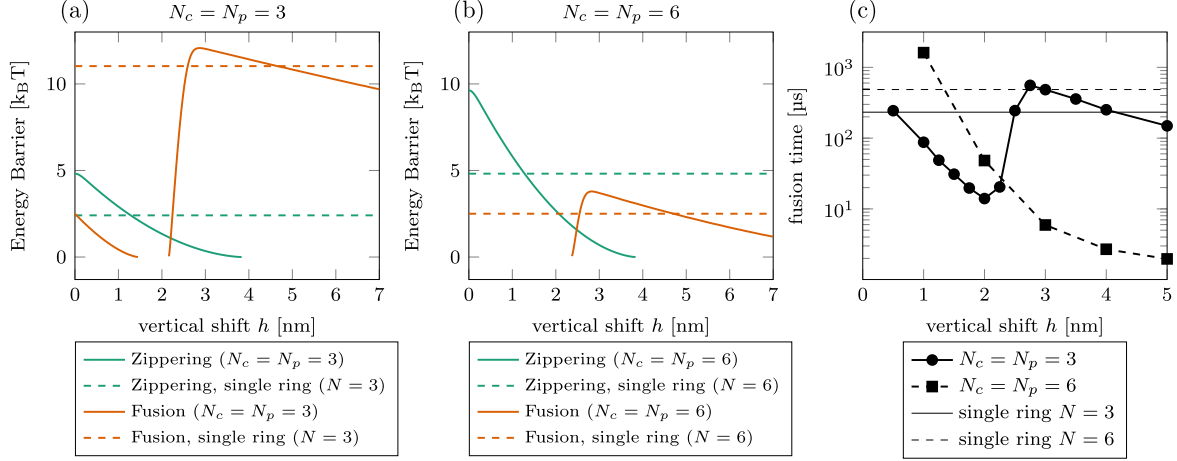 (a)
N_c = N_p = 3
Energy Barrier [k_BT]
10
5
0
0 1 2 3 4 5 6 7
vertical shift h [nm]
Zippering (N_c = N_p = 3)
Zippering, single ring (N = 3)
Fusion (N_c = N_p = 3)
Fusion, single ring (N = 3)
(b)
N_c = N_p = 6
Energy Barrier [k_BT]
10
5
0
0 1 2 3 4 5 6 7
vertical shift h [nm]
Zippering (N_c = N_p = 6)
Zippering, single ring (N = 6)
Fusion (N_c = N_p = 6)
Fusion, single ring (N = 6)
(c)
fusion time [µs]
10^3
10^2
10^1
0 1 2 3 4 5
vertical shift h [nm]
N_c = N_p = 3
N_c = N_p = 6
single ring N = 3
single ring N = 6